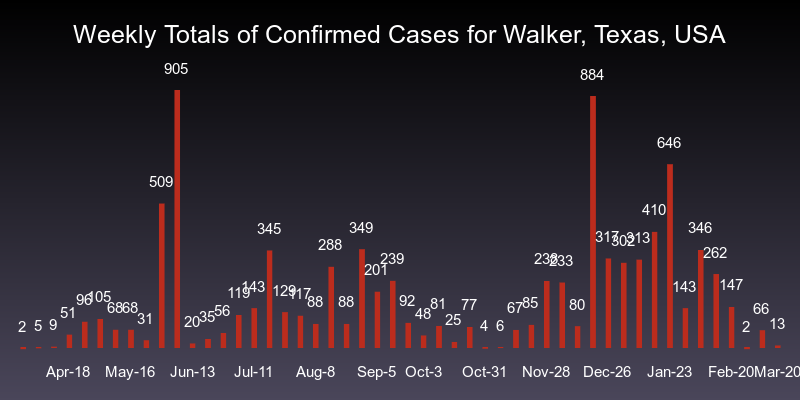 Weekly Totals of Confirmed Cases for Walker, Texas, USA
2 5 9 51 96 105 68 68 31 509 905 20 35 56 119 143 345 129 117 88 288 88 349 201 239 92 48 81 25 77 4 6 67 85 233 80 884 317 302 313 410 646 143 346 262 147 2 66 13
Apr-18 May-16 Jun-13 Jul-11 Aug-8 Sep-5 Oct-3 Oct-31 Nov-28 Dec-26 Jan-23 Feb-20 Mar-20